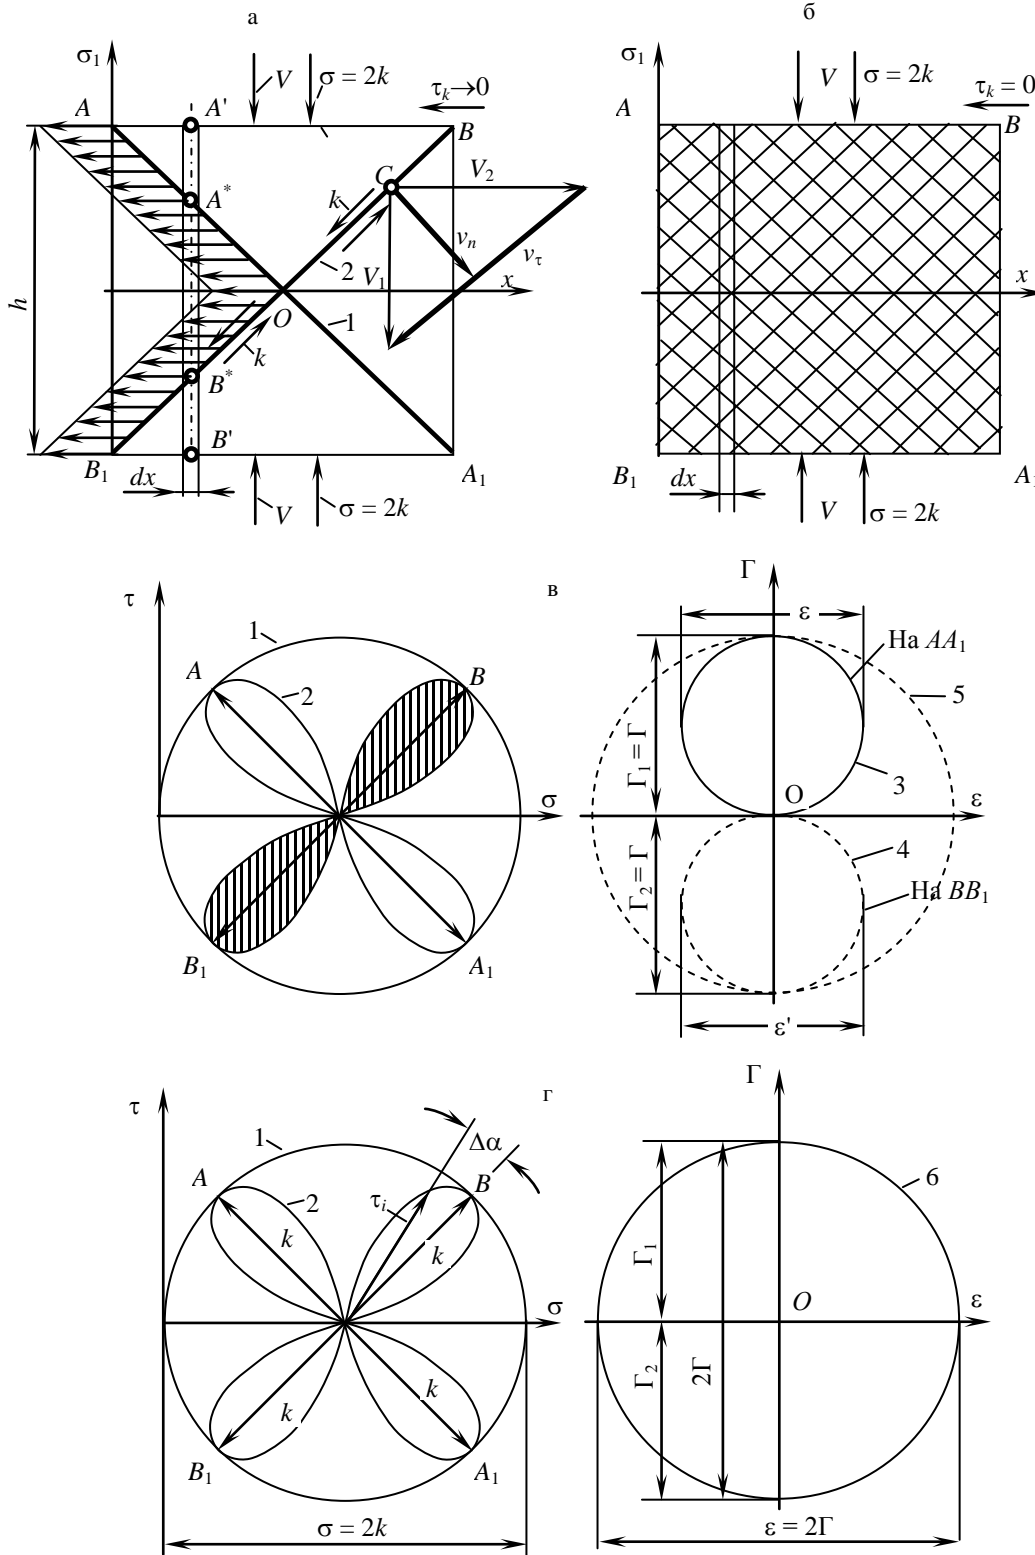 а
σ₁
V
σ = 2k
τₖ→0
A
A'
B
C
V₂
k
A*
vₙ
v_τ
2
V₁
x
h
O
1
k
B*
B'
B₁
A₁
dx
V
σ = 2k
б
σ₁
V
σ = 2k
τₖ = 0
A
B
x
B₁
A₁
dx
V
σ = 2k
в
τ
1
A
B
2
σ
B₁
A₁
Γ
ε
На AA₁
5
Γ₁ = Γ
3
O
ε
4
Γ₂ = Γ
На BB₁
ε'
г
τ
1
Δα
A
B
2
τᵢ
k
k
σ
k
k
B₁
A₁
σ = 2k
Γ
6
Γ₁
O
ε
Γ₂
2Γ
ε = 2Γ